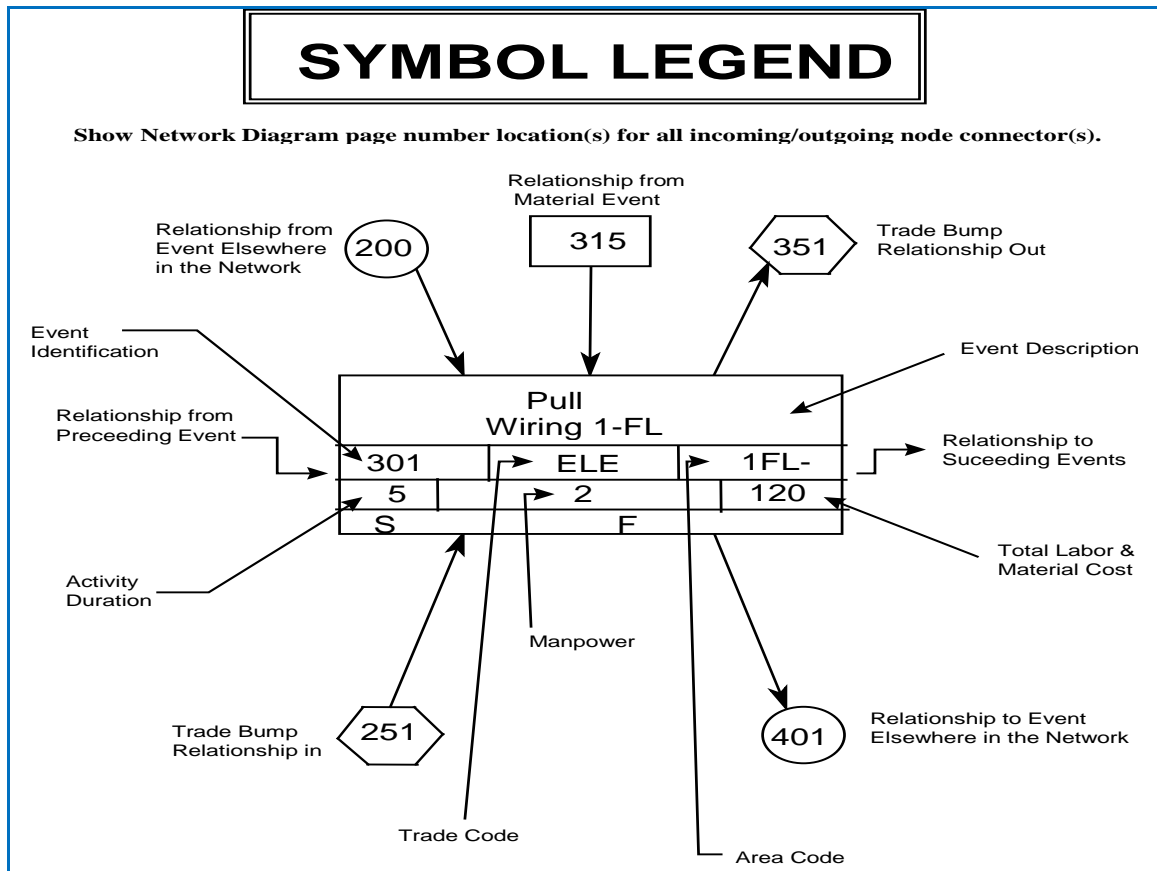 SYMBOL LEGEND
Show Network Diagram page number location(s) for all incoming/outgoing node connector(s).
Relationship from
Material Event
315
Relationship from
Event Elsewhere
in the Network
200
351
Trade Bump
Relationship Out
Event
Identification
Event Description
Pull
Wiring 1-FL
Relationship from
Preceeding Event
301
ELE
1FL-
Relationship to
Suceeding Events
5
2
120
S
F
Activity
Duration
Total Labor &
Material Cost
Manpower
Trade Bump
Relationship in
251
401
Relationship to Event
Elsewhere in the Network
Trade Code
Area Code